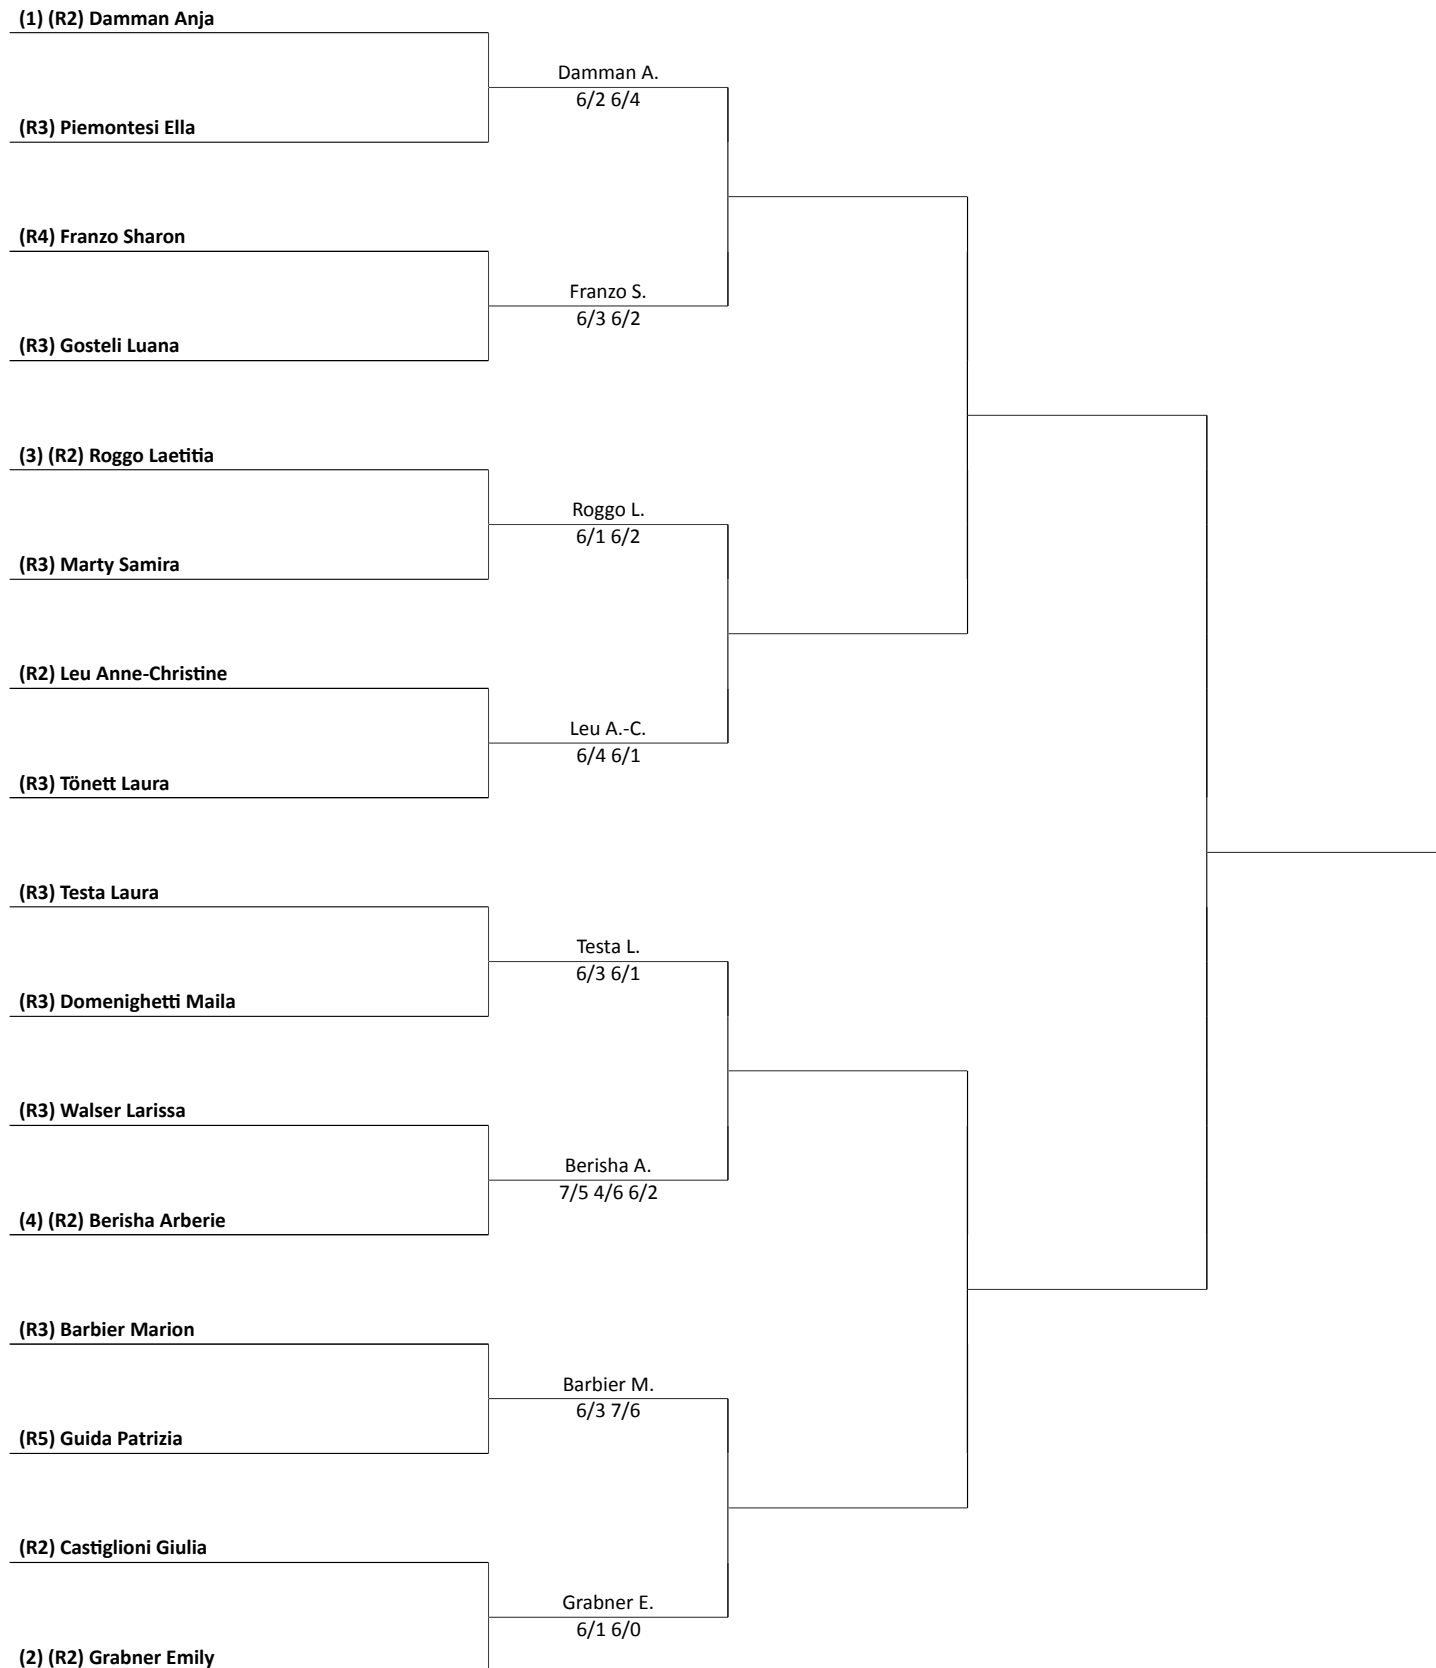 (1) (R2) Damman Anja
Damman A.
6/2 6/4
(R3) Piemontesi Ella
(R4) Franzo Sharon
Franzo S.
6/3 6/2
(R3) Gosteli Luana
(3) (R2) Roggo Laetitia
Roggo L.
6/1 6/2
(R3) Marty Samira
(R2) Leu Anne-Christine
Leu A.-C.
6/4 6/1
(R3) Tönett Laura
(R3) Testa Laura
Testa L.
6/3 6/1
(R3) Domenighetti Maila
(R3) Walser Larissa
Berisha A.
7/5 4/6 6/2
(4) (R2) Berisha Arberie
(R3) Barbier Marion
Barbier M.
6/3 7/6
(R5) Guida Patrizia
(R2) Castiglioni Giulia
Grabner E.
6/1 6/0
(2) (R2) Grabner Emily